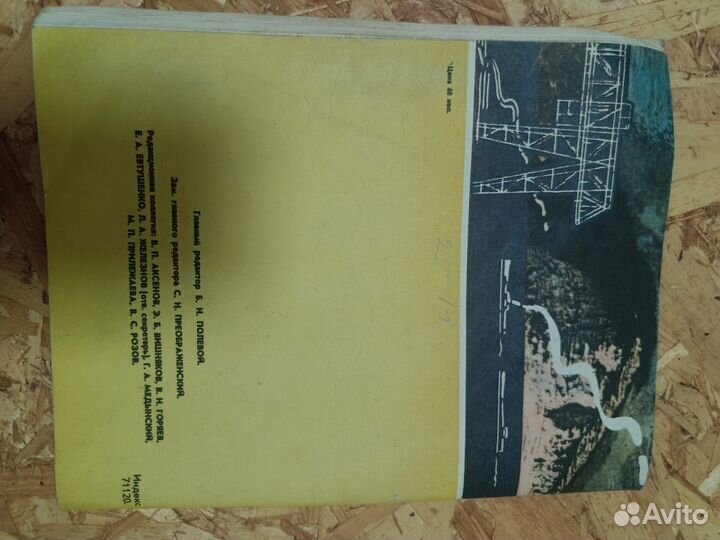 Цена 40 коп.
Главный редактор Б. Н. ПОЛЕВОЙ.
Зам. главного редактора С. Н. ПРЕОБРАЖЕНСКИЙ.
Редакционная коллегия: В. П. АКСЕНОВ, Э. Б. ВИШНЯКОВ, В. Н. ГОРЯЕВ,
Е. А. ЕВТУШЕНКО, Л. А. ЖЕЛЕЗНОВ (отв. секретарь), Г. А. МЕДЫНСКИЙ,
М. П. ПРИЛЕЖАЕВА, В. С. РОЗОВ.
Индекс
71120.
Avito